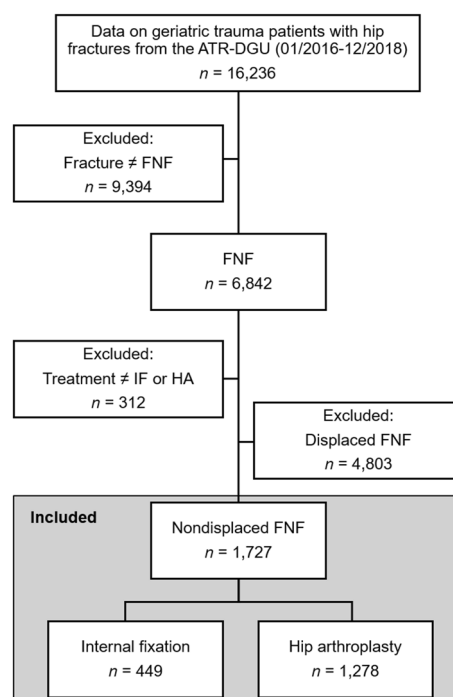 Data on geriatric trauma patients with hip
fractures from the ATR-DGU (01/2016-12/2018)
n = 16,236
Excluded:
Fracture ≠ FNF
n = 9,394
FNF
n = 6,842
Excluded:
Treatment ≠ IF or HA
n = 312
Excluded:
Displaced FNF
n = 4,803
Included
Nondisplaced FNF
n = 1,727
Internal fixation
n = 449
Hip arthroplasty
n = 1,278